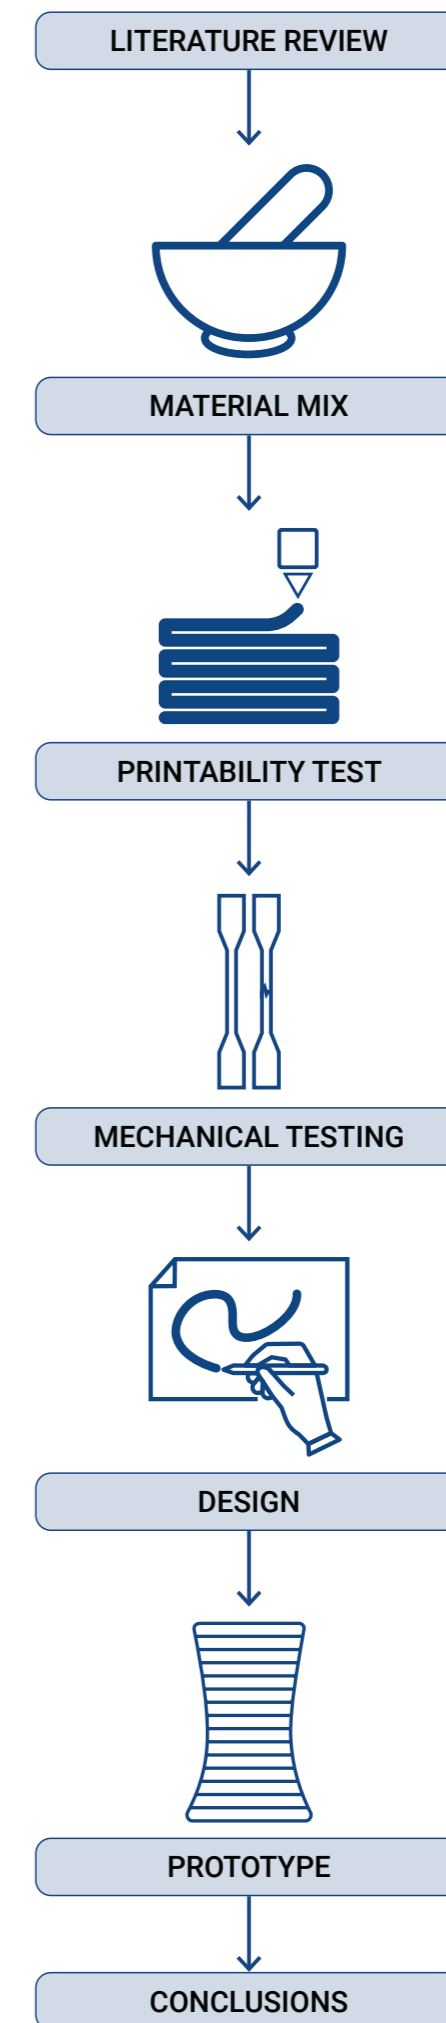 LITERATURE REVIEW
MATERIAL MIX
PRINTABILITY TEST
MECHANICAL TESTING
DESIGN
PROTOTYPE
CONCLUSIONS